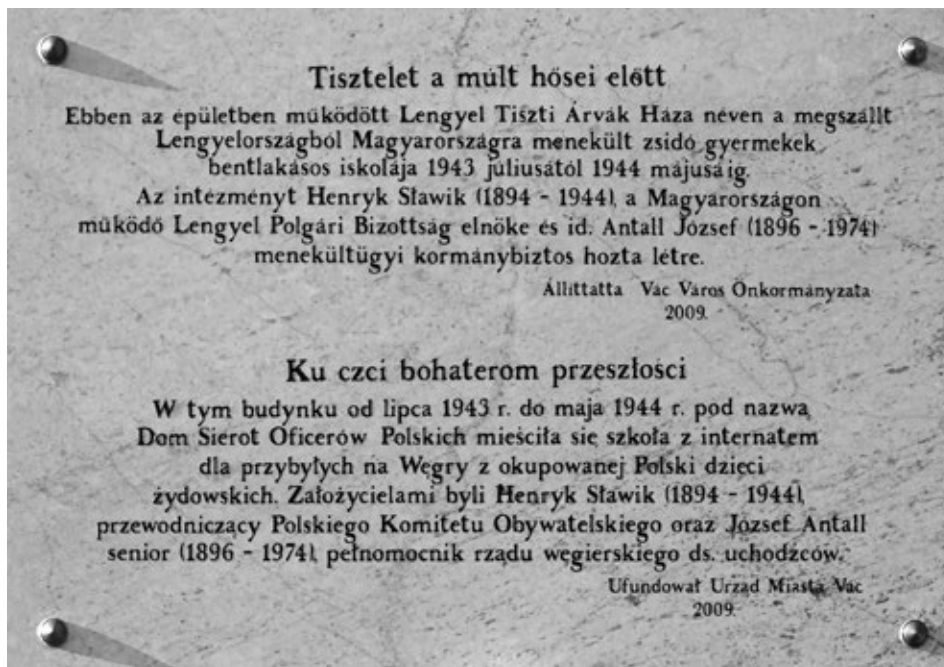 Tisztelet a múlt hősei előtt
Ebben az épületben működött Lengyel Tiszti Árvák Háza néven a megszállt
Lengyelországból Magyarországra menekült zsidó gyermekek
bentlakásos iskolája 1943 júliusától 1944 májusáig.
Az intézményt Henryk Sławik (1894 - 1944), a Magyarországon
működő Lengyel Polgári Bizottság elnöke és id. Antall József (1896 - 1974)
menekültügyi kormánybiztos hozta létre.
Állíttatta Vác Város Önkormányzata
2009.
Ku czci bohaterom przeszłości
W tym budynku od lipca 1943 r. do maja 1944 r. pod nazwą
Dom Sierot Oficerów Polskich mieściła się szkoła z internatem
dla przybyłych na Węgry z okupowanej Polski dzieci
żydowskich. Założycielami byli Henryk Sławik (1894 - 1944),
przewodniczący Polskiego Komitetu Obywatelskiego oraz József Antall
senior (1896 - 1974), pełnomocnik rządu węgierskiego ds. uchodźców.
Ufundował Urząd Miasta Vác
2009.